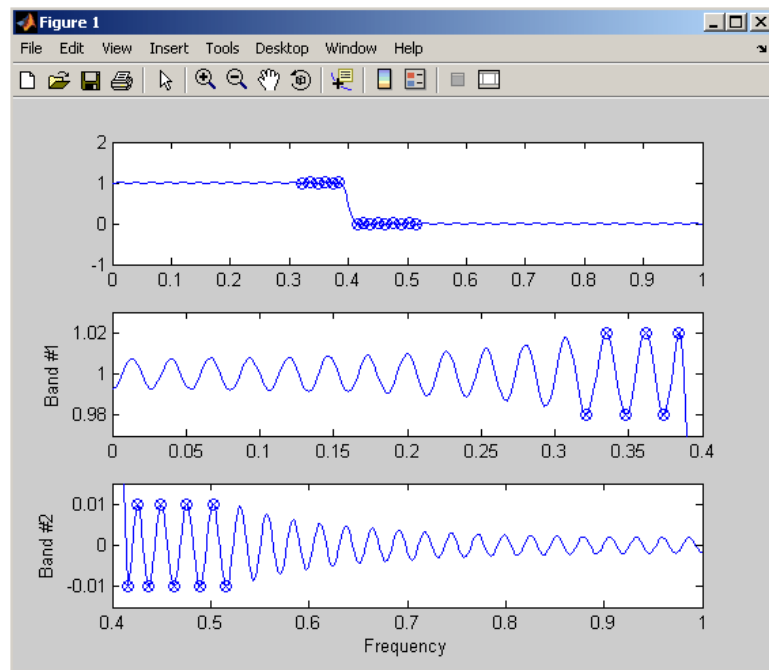 Figure 1
File Edit View Insert Tools Desktop Window Help
2
1
0
-1
0 0.1 0.2 0.3 0.4 0.5 0.6 0.7 0.8 0.9 1
Band #1
1.02
1
0.98
0 0.05 0.1 0.15 0.2 0.25 0.3 0.35 0.4
Band #2
0.01
0
-0.01
0.4 0.5 0.6 0.7 0.8 0.9 1
Frequency